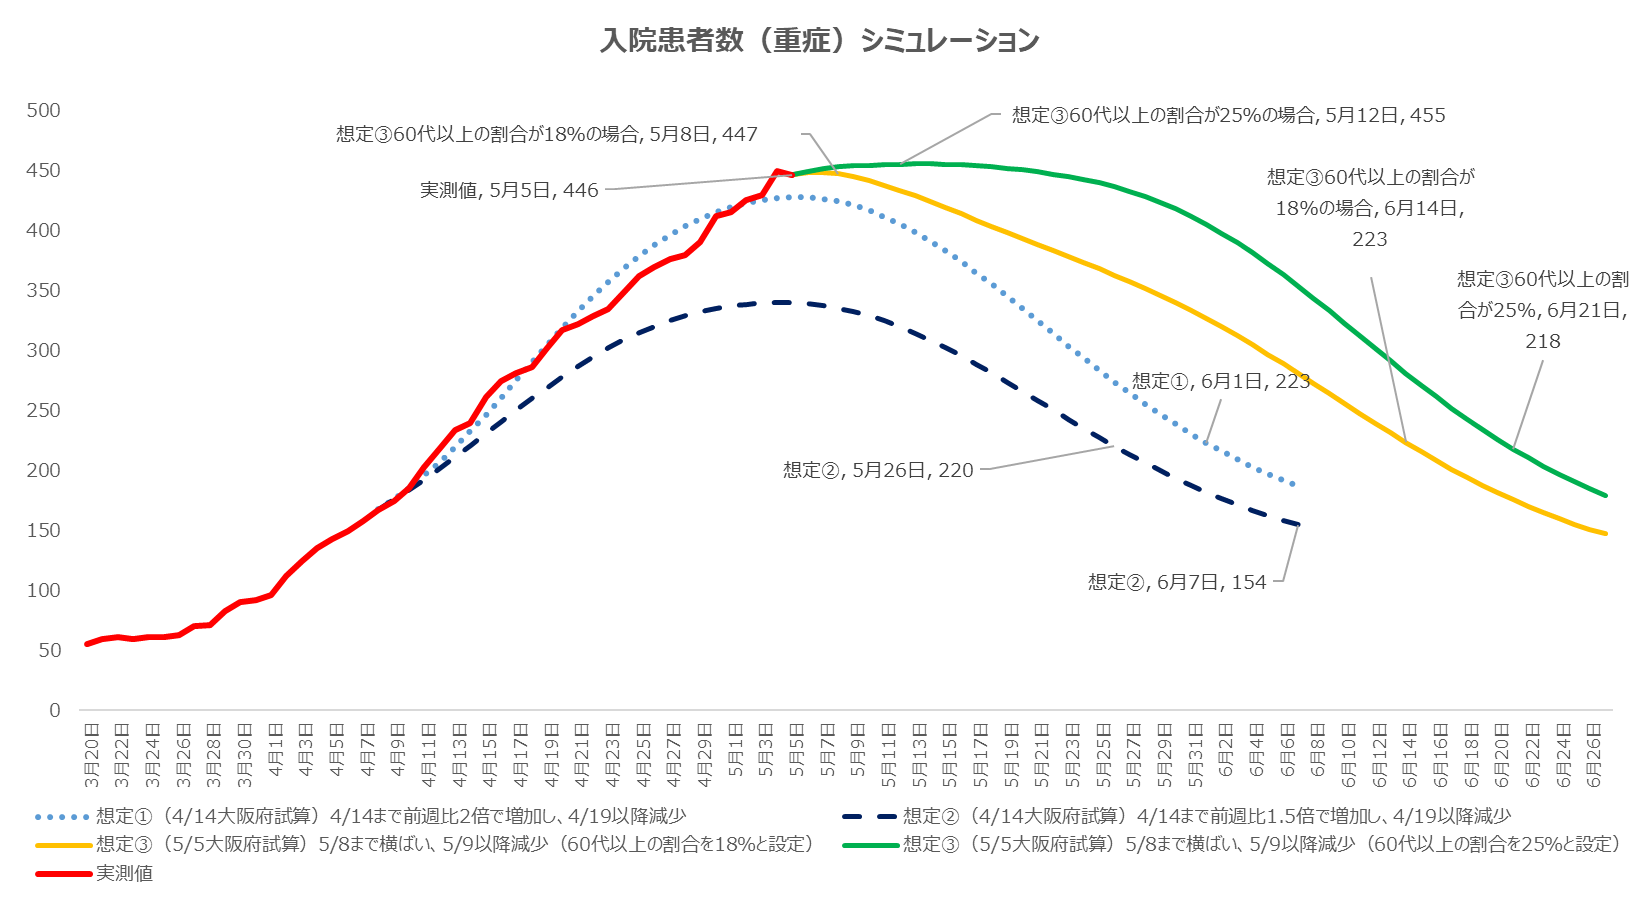 入院患者数（重症）シミュレーション
500
450
400
350
300
250
200
150
100
50
0
想定③60代以上の割合が18%の場合, 5月8日, 447
想定③60代以上の割合が25%の場合, 5月12日, 455
実測値, 5月5日, 446
想定③60代以上の割合が
18%の場合, 6月14日,
223
想定③60代以上の割
合が25%, 6月21日,
218
想定①, 6月1日, 223
想定②, 5月26日, 220
想定②, 6月7日, 154
3月20日
3月22日
3月24日
3月26日
3月28日
3月30日
4月1日
4月3日
4月5日
4月7日
4月9日
4月11日
4月13日
4月15日
4月17日
4月19日
4月21日
4月23日
4月25日
4月27日
4月29日
5月1日
5月3日
5月5日
5月7日
5月9日
5月11日
5月13日
5月15日
5月17日
5月19日
5月21日
5月23日
5月25日
5月27日
5月29日
5月31日
6月2日
6月4日
6月6日
6月8日
6月10日
6月12日
6月14日
6月16日
6月18日
6月20日
6月22日
6月24日
6月26日
想定①（4/14大阪府試算）4/14まで前週比2倍で増加し、4/19以降減少
想定②（4/14大阪府試算）4/14まで前週比1.5倍で増加し、4/19以降減少
想定③（5/5大阪府試算）5/8まで横ばい、5/9以降減少（60代以上の割合を18%と設定）
想定③（5/5大阪府試算）5/8まで横ばい、5/9以降減少（60代以上の割合を25%と設定）
実測値